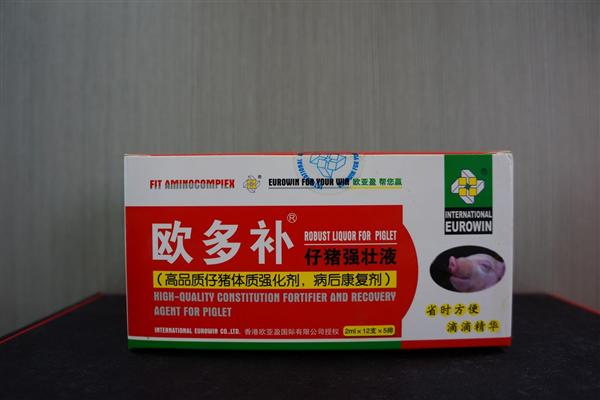 FIT AMINOCOMPIEX ® EUROWIN FOR YOUR WIN 欧亚盈 帮您赢
欧多补®
ROBUST LIQUOR FOR PIGLET
仔猪强壮液
(高品质仔猪体质强化剂,病后康复剂)
HIGH-QUALITY CONSTITUTION FORTIFIER AND RECOVERY
AGENT FOR PIGLET
INTERNATIONAL EUROWIN CO.,LTD. 香港欧亚盈国际有限公司授权
2ml×12支×5排
INTERNATIONAL
EUROWIN
省时方便
滴滴精华